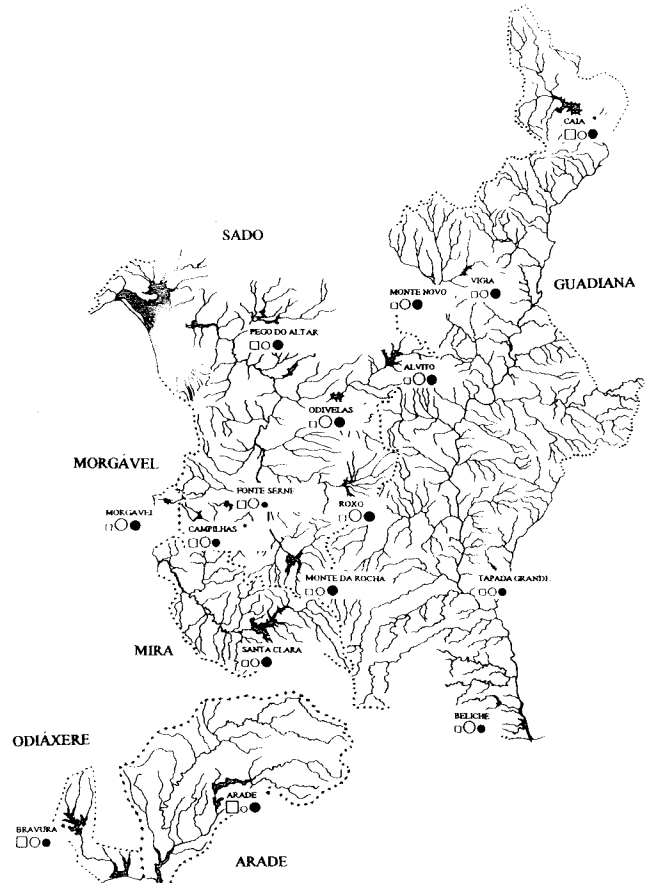 CAIA
SADO
VIGIA
GUADIANA
MONTE NOVO
PEGO DO ALTAR
ALVITO
ODIVELAS
MORGÁVEL
FONTE SERNE
MORGAVEL
ROXO
CAMPILHAS
MONTE DA ROCHA
TAPADA GRANDE
MIRA
SANTA CLARA
BELICHE
ODIÁXERE
ARADE
BRAVURA
ARADE